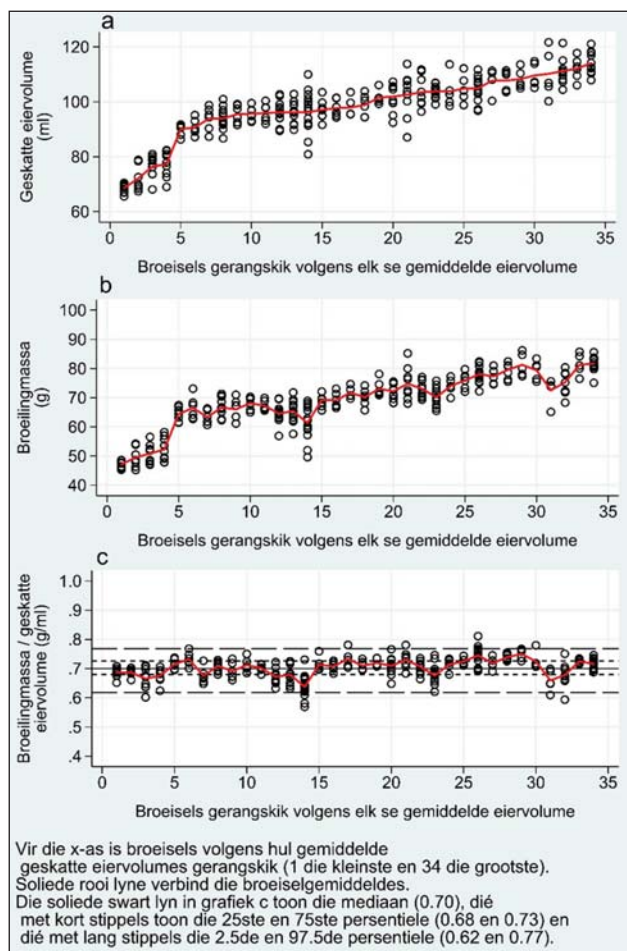 a
120
100
80
60
Geskatte eiervolume
(ml)
0 5 10 15 20 25 30 35
Broeisels gerangskik volgens elk se gemiddelde eiervolume
b
100
90
80
70
60
50
40
Broeilingmassa
(g)
0 5 10 15 20 25 30 35
Broeisels gerangskik volgens elk se gemiddelde eiervolume
c
1.0
.9
.8
.7
.6
.5
.4
Broeilingmassa / geskatte
eiervolume (g/ml)
0 5 10 15 20 25 30 35
Broeisels gerangskik volgens elk se gemiddelde eiervolume
Vir die x-as is broeisels volgens hul gemiddelde
geskatte eiervolumes gerangskik (1 die kleinste en 34 die grootste).
Soliede rooi lyne verbind die broeiselgemiddeldes.
Die soliede swart lyn in grafiek c toon die mediaan (0.70), dié
met kort stippels toon die 25ste en 75ste persentiele (0.68 en 0.73) en
dié met lang stippels die 2.5de en 97.5de persentiele (0.62 en 0.77).